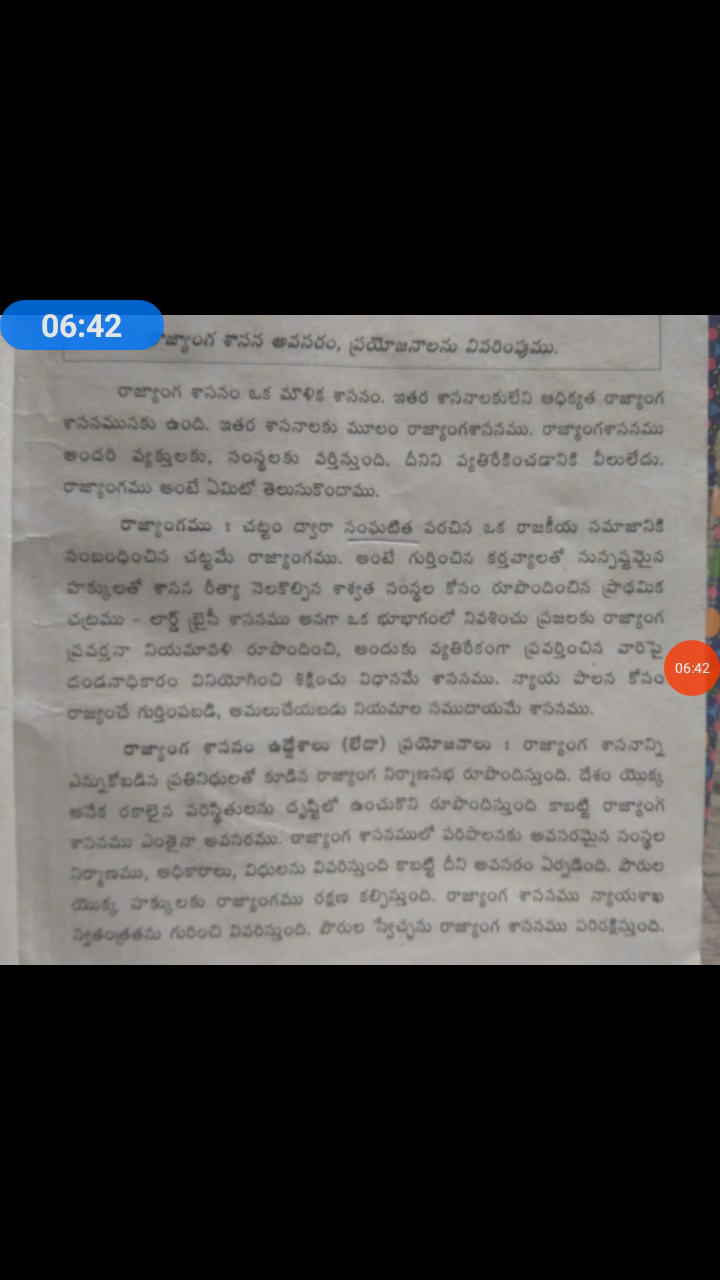 06:42
రాజ్యాంగ శాసన అవసరం, ప్రయోజనాలను వివరింపుము.
రాజ్యాంగ శాసనం ఒక మౌళిక శాసనం. ఇతర శాసనాలకులేని ఆధిక్యత రాజ్యాంగ
శాసనమునకు ఉంది. ఇతర శాసనాలకు మూలం రాజ్యాంగశాసనము. రాజ్యాంగశాసనము
అందరి వ్యక్తులకు, సంస్థలకు వర్తిస్తుంది. దీనిని వ్యతిరేకించడానికి వీలులేదు.
రాజ్యాంగము అంటే ఏమిటో తెలుసుకొందాము.
రాజ్యాంగము : చట్టం ద్వారా సంఘటిత పరచిన ఒక రాజకీయ సమాజానికి
సంబంధించిన చట్టమే రాజ్యాంగము. అంటే గుర్తించిన కర్తవ్యాలతో సుస్పష్టమైన
హక్కులతో శాసన రీత్యా నెలకొల్పిన శాశ్వత సంస్థల కోసం రూపొందించిన ప్రాథమిక
చట్రము - లార్డ్ బ్రైసీ శాసనము అనగా ఒక భూభాగంలో నివశించు ప్రజలకు రాజ్యాంగ
ప్రవర్తనా నియమావళి రూపొందించి, అందుకు వ్యతిరేకంగా ప్రవర్తించిన వారిపై
దండనాధికారం వినియోగించి శిక్షించు విధానమే శాసనము. న్యాయ పాలన కోసం
06:42
రాజ్యంచే గుర్తింపబడి, అమలుచేయబడు నియమాల సముదాయమే శాసనము.
రాజ్యాంగ శాసనం ఉద్దేశాలు (లేదా) ప్రయోజనాలు : రాజ్యాంగ శాసనాన్ని
ఎన్నుకోబడిన ప్రతినిధులతో కూడిన రాజ్యాంగ నిర్మాణసభ రూపొందిస్తుంది. దేశం యొక్క
అనేక రకాలైన పరిస్థితులను దృష్టిలో ఉంచుకొని రూపొందిస్తుంది కాబట్టి రాజ్యాంగ
శాసనము ఎంతైనా అవసరము. రాజ్యాంగ శాసనములో పరిపాలనకు అవసరమైన సంస్థల
నిర్మాణము, అధికారాలు, విధులను వివరిస్తుంది కాబట్టి దీని అవసరం ఏర్పడింది. పౌరుల
యొక్క హక్కులకు రాజ్యాంగము రక్షణ కల్పిస్తుంది. రాజ్యాంగ శాసనము న్యాయశాఖ
స్వతంత్రతను గురించి వివరిస్తుంది. పౌరుల స్వేచ్ఛను రాజ్యాంగ శాసనము పరిరక్షిస్తుంది.